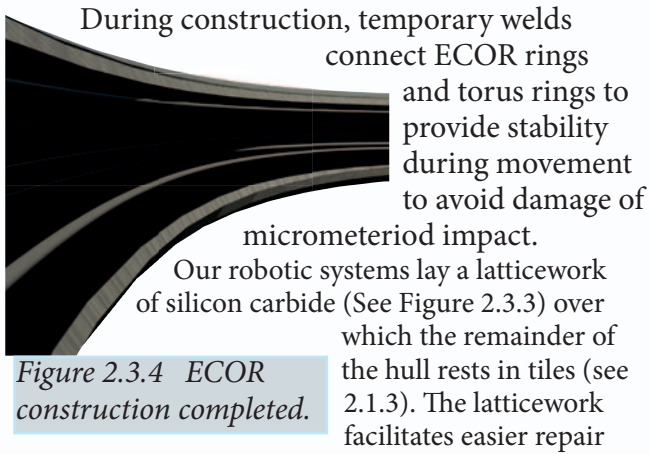 During construction, temporary welds
connect ECOR rings
and torus rings to
provide stability
during movement
to avoid damage of
micrometeriod impact.
Our robotic systems lay a latticework
of silicon carbide (See Figure 2.3.3) over
which the remainder of
the hull rests in tiles (see
2.1.3). The latticework
facilitates easier repair
Figure 2.3.4 ECOR
construction completed.